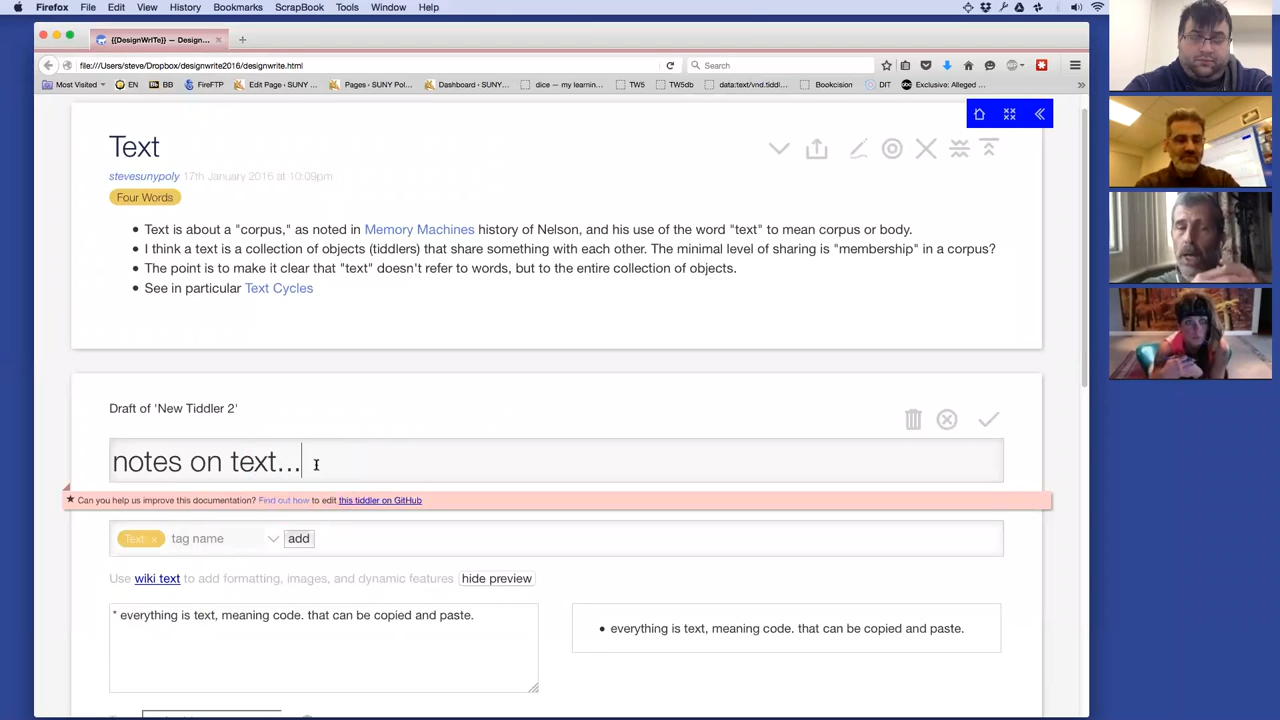 Firefox File Edit View History Bookmarks ScrapBook Tools Window Help
{{DesignWriTe}} — Design...
file:///Users/steve/Dropbox/designwrite2016/designwrite.html
Search
Most Visited EN BB FireFTP Edit Page - SUNY ... Pages - SUNY Pol... Dashboard - SUNY... dice — my learnin... TW5 TW5db data:text/vnd.tiddl... Bookcision DIT Exclusive: Alleged ...
Text
stevesunypoly 17th January 2016 at 10:09pm
Four Words
• Text is about a "corpus," as noted in Memory Machines history of Nelson, and his use of the word "text" to mean corpus or body.
• I think a text is a collection of objects (tiddlers) that share something with each other. The minimal level of sharing is "membership" in a corpus?
• The point is to make it clear that "text" doesn't refer to words, but to the entire collection of objects.
• See in particular Text Cycles
Draft of 'New Tiddler 2'
notes on text...
Can you help us improve this documentation? Find out how to edit this tiddler on GitHub
Text × tag name add
Use wiki text to add formatting, images, and dynamic features hide preview
* everything is text, meaning code. that can be copied and paste.
• everything is text, meaning code. that can be copied and paste.